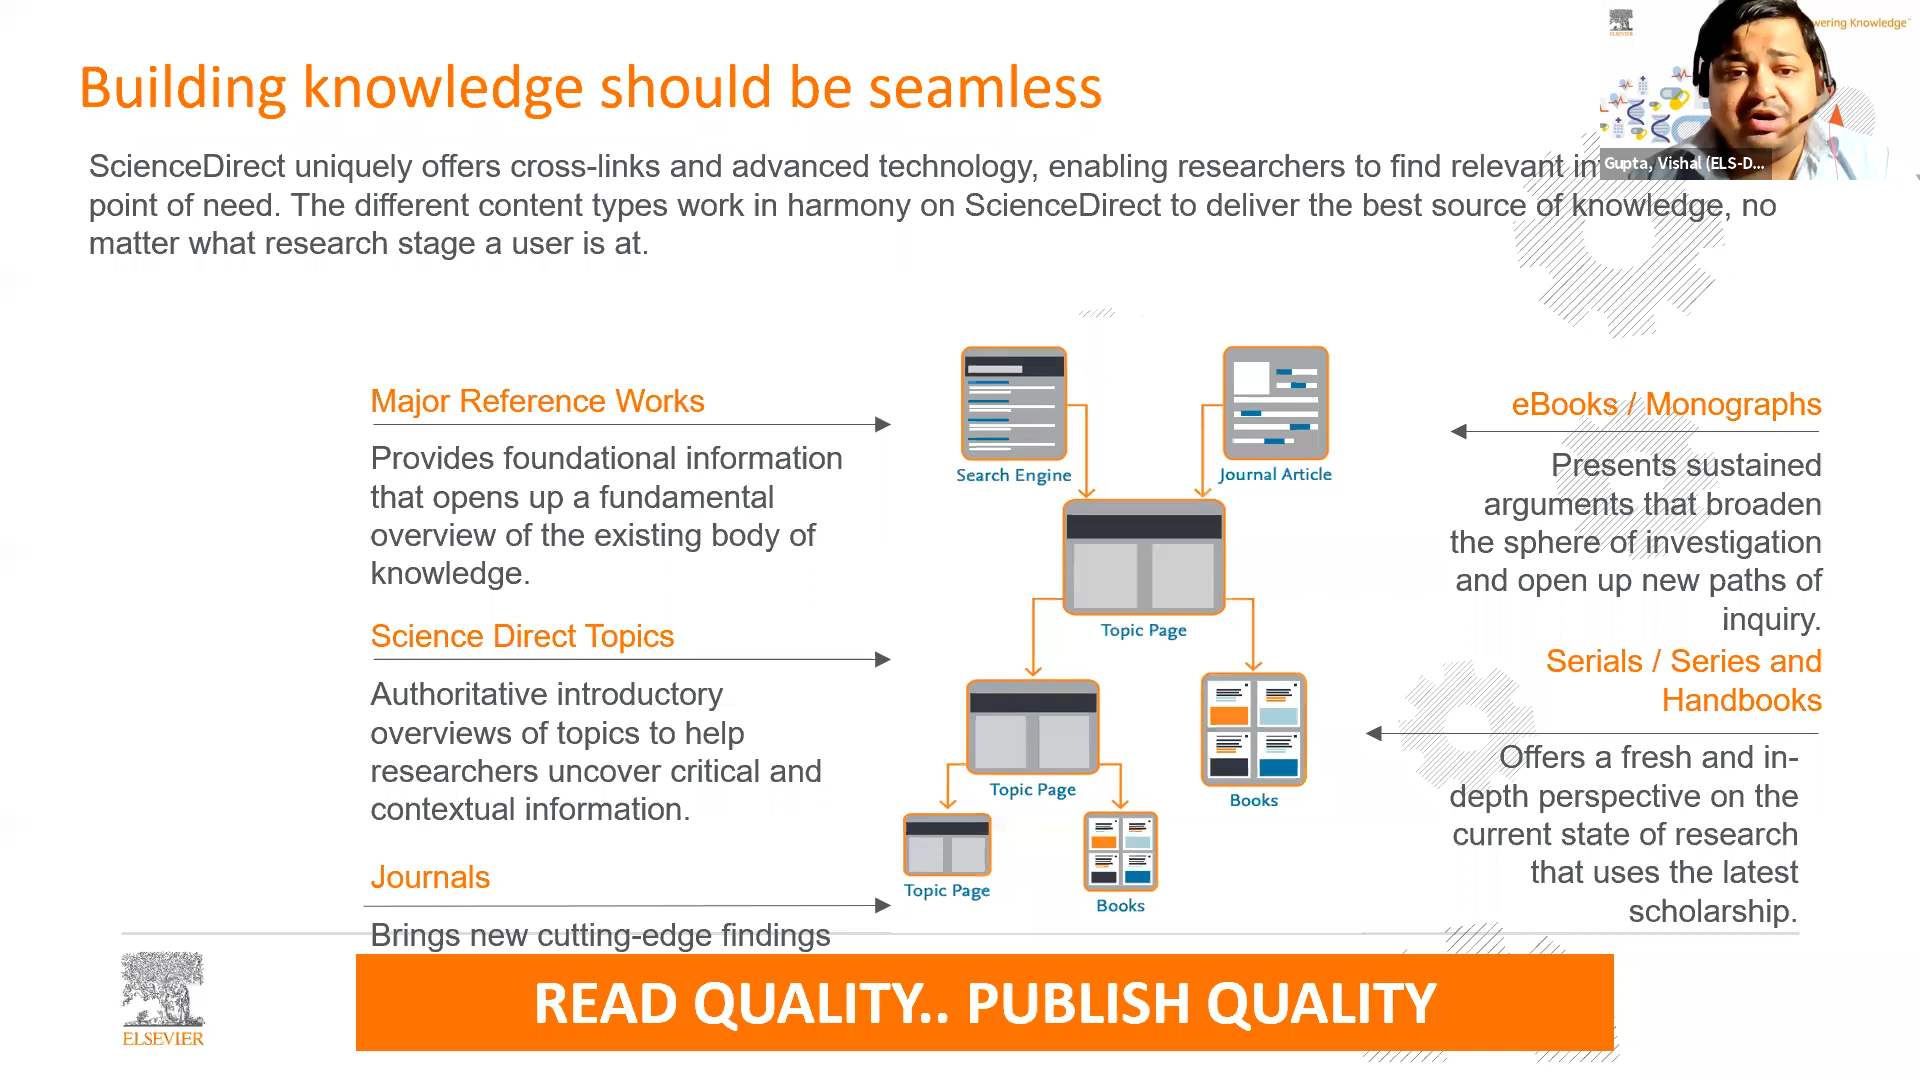 ELSEVIER
wering Knowledge™
Building knowledge should be seamless
ScienceDirect uniquely offers cross-links and advanced technology, enabling researchers to find relevant
point of need. The different content types work in harmony on ScienceDirect to deliver the best source of knowledge, no
matter what research stage a user is at.
Gupta, Vishal (ELS-D...
Major Reference Works
Provides foundational information
that opens up a fundamental
overview of the existing body of
knowledge.
Science Direct Topics
Authoritative introductory
overviews of topics to help
researchers uncover critical and
contextual information.
Journals
Brings new cutting-edge findings
Search Engine
Journal Article
Topic Page
Topic Page
Books
Topic Page
Books
eBooks / Monographs
Presents sustained
arguments that broaden
the sphere of investigation
and open up new paths of
inquiry.
Serials / Series and
Handbooks
Offers a fresh and in-
depth perspective on the
current state of research
that uses the latest
scholarship.
ELSEVIER
READ QUALITY.. PUBLISH QUALITY